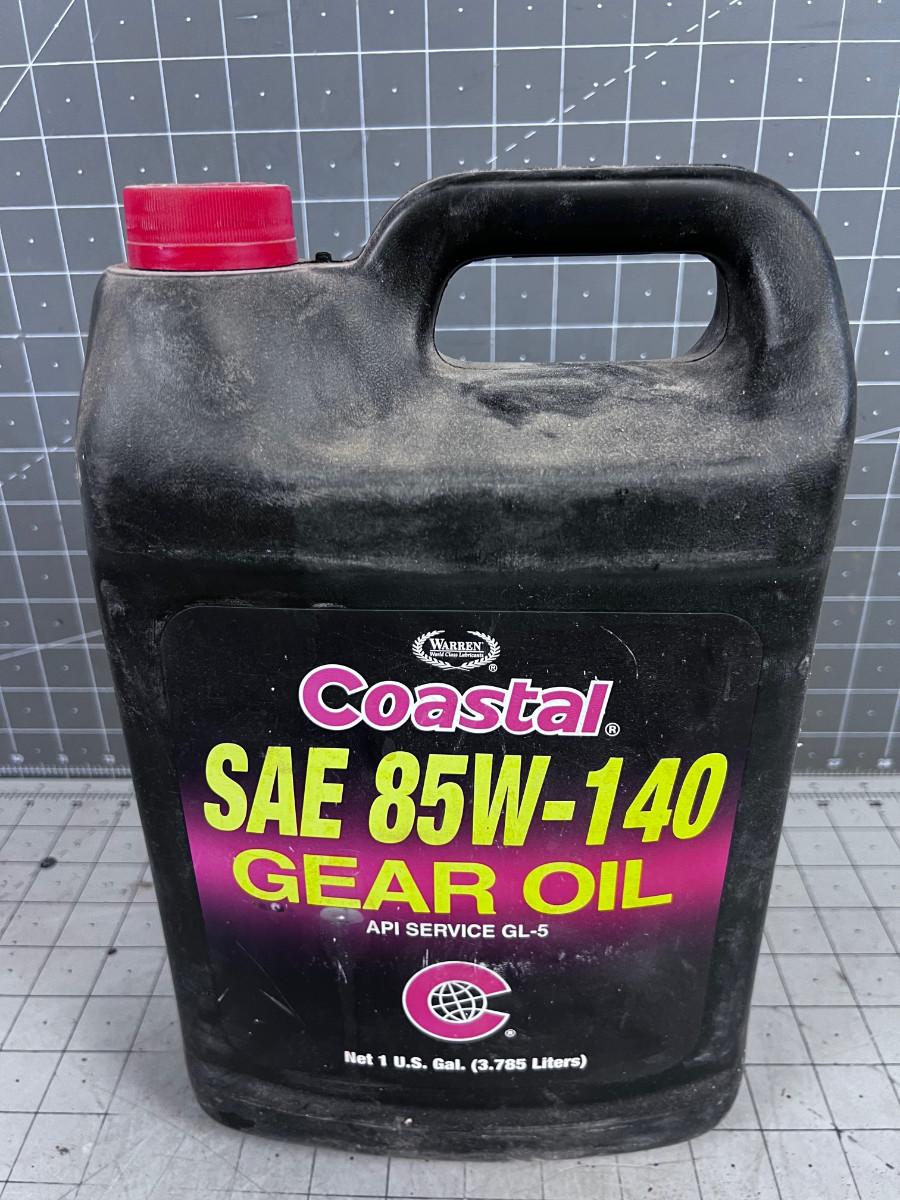 WARREN
World Class Lubricants
®
Coastal®
SAE 85W-140
GEAR OIL
API SERVICE GL-5
C®
Net 1 U.S. Gal. (3.785 Liters)